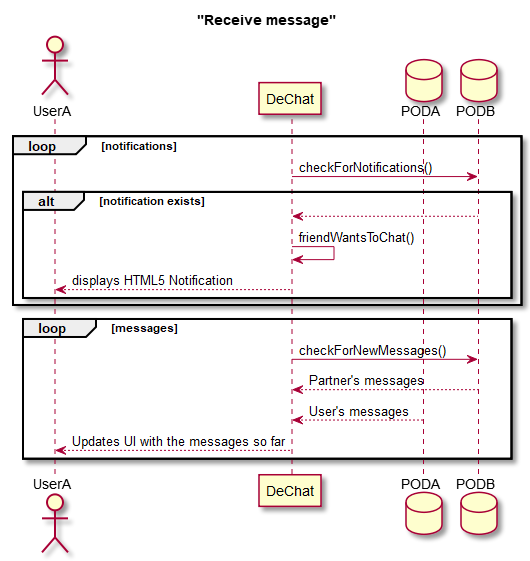 "Receive message"
UserA
DeChat
PODA
PODB
loop [notifications]
checkForNotifications()
alt [notification exists]
friendWantsToChat()
displays HTML5 Notification
loop [messages]
checkForNewMessages()
Partner's messages
User's messages
Updates UI with the messages so far
UserA
DeChat
PODA
PODB